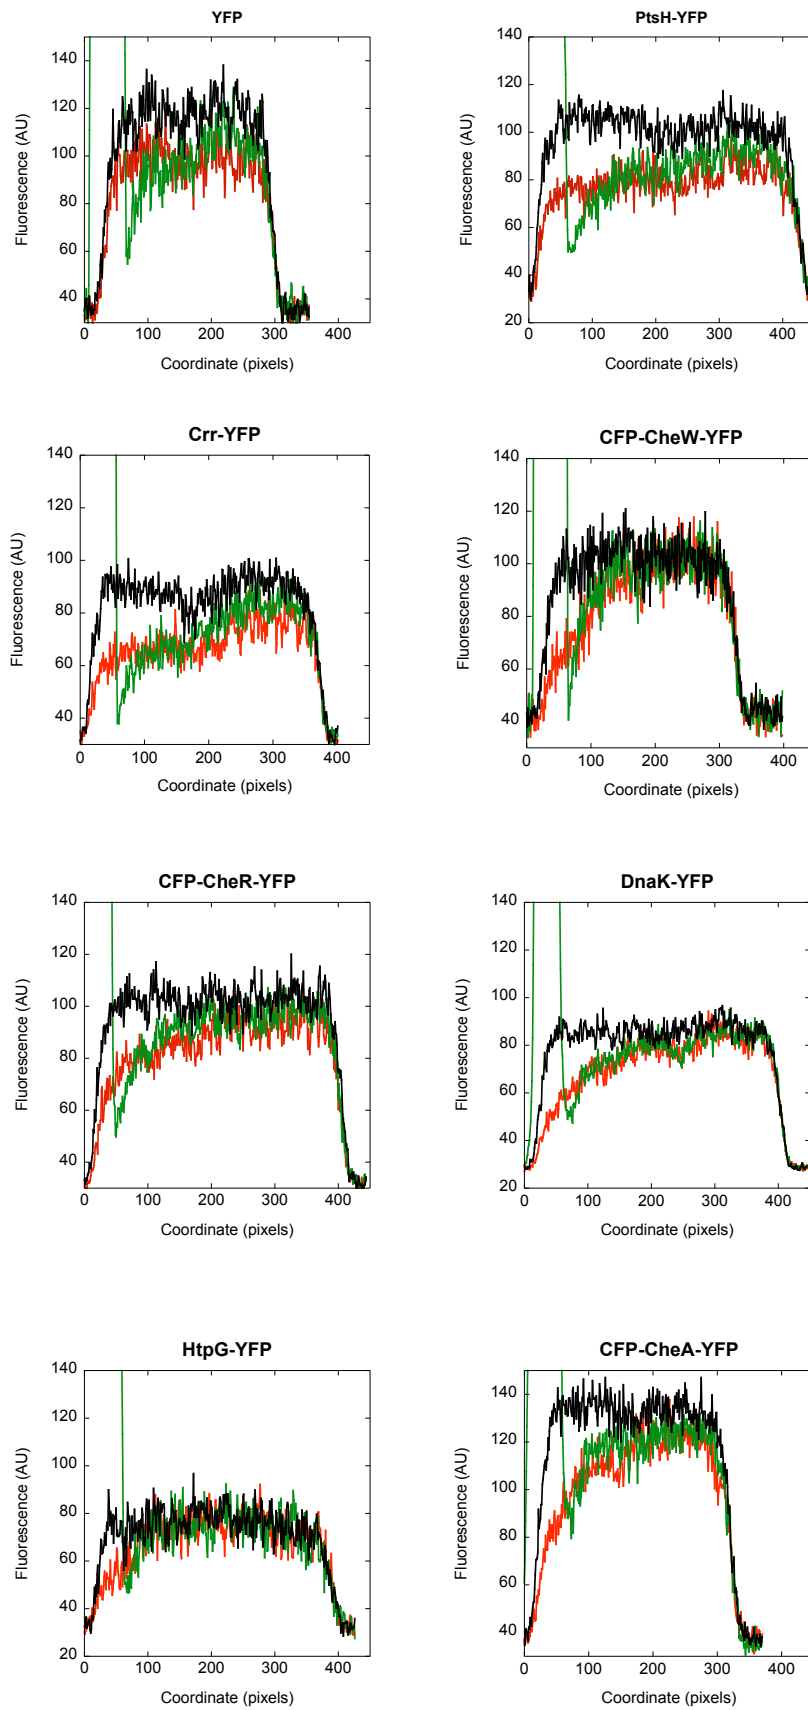 YFP
140
120
100
80
60
40
0 100 200 300 400
Fluorescence (AU)
Coordinate (pixels)
PtsH-YFP
140
120
100
80
60
40
20
0 100 200 300 400
Fluorescence (AU)
Coordinate (pixels)
Crr-YFP
140
120
100
80
60
40
0 100 200 300 400
Fluorescence (AU)
Coordinate (pixels)
CFP-CheW-YFP
140
120
100
80
60
40
0 100 200 300 400
Fluorescence (AU)
Coordinate (pixels)
CFP-CheR-YFP
140
120
100
80
60
40
0 100 200 300 400
Fluorescence (AU)
Coordinate (pixels)
DnaK-YFP
140
120
100
80
60
40
20
0 100 200 300 400
Fluorescence (AU)
Coordinate (pixels)
HtpG-YFP
140
120
100
80
60
40
20
0 100 200 300 400
Fluorescence (AU)
Coordinate (pixels)
CFP-CheA-YFP
140
120
100
80
60
40
0 100 200 300 400
Fluorescence (AU)
Coordinate (pixels)